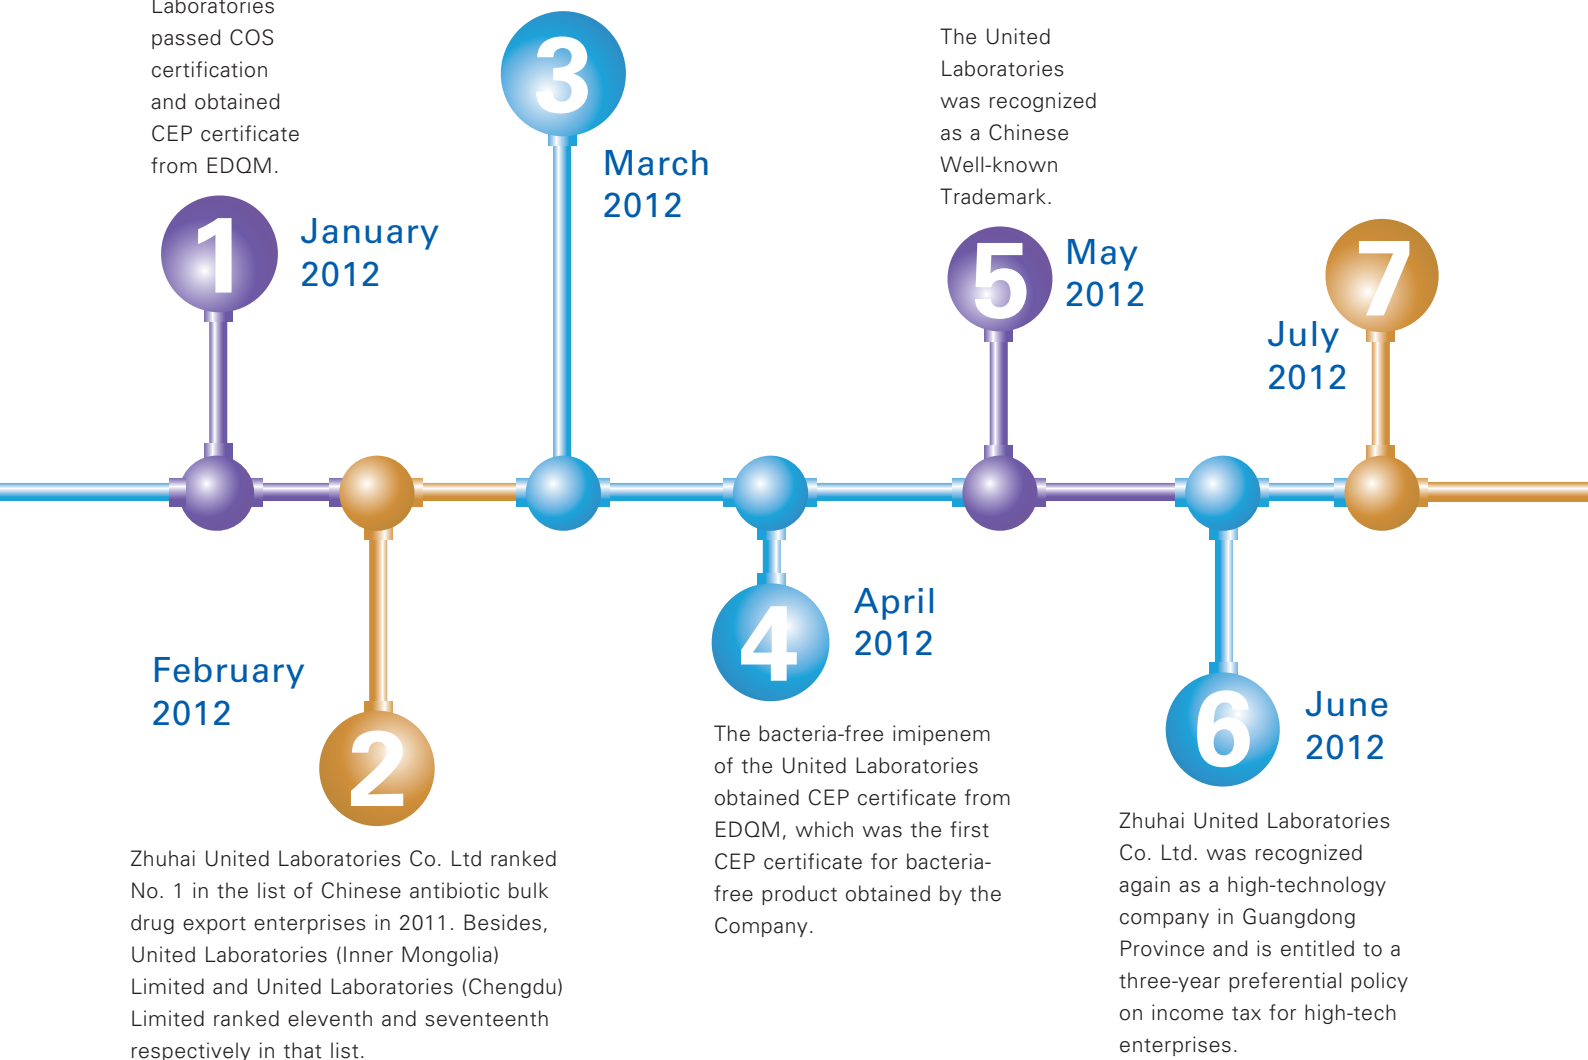 Laboratories
passed COS
certification
and obtained
CEP certificate
from EDQM.
1
January
2012
3
March
2012
The United
Laboratories
was recognized
as a Chinese
Well-known
Trademark.
5
May
2012
7
July
2012
February
2012
2
Zhuhai United Laboratories Co. Ltd ranked
No. 1 in the list of Chinese antibiotic bulk
drug export enterprises in 2011. Besides,
United Laboratories (Inner Mongolia)
Limited and United Laboratories (Chengdu)
Limited ranked eleventh and seventeenth
respectively in that list.
4
April
2012
The bacteria-free imipenem
of the United Laboratories
obtained CEP certificate from
EDQM, which was the first
CEP certificate for bacteria-
free product obtained by the
Company.
6
June
2012
Zhuhai United Laboratories
Co. Ltd. was recognized
again as a high-technology
company in Guangdong
Province and is entitled to a
three-year preferential policy
on income tax for high-tech
enterprises.